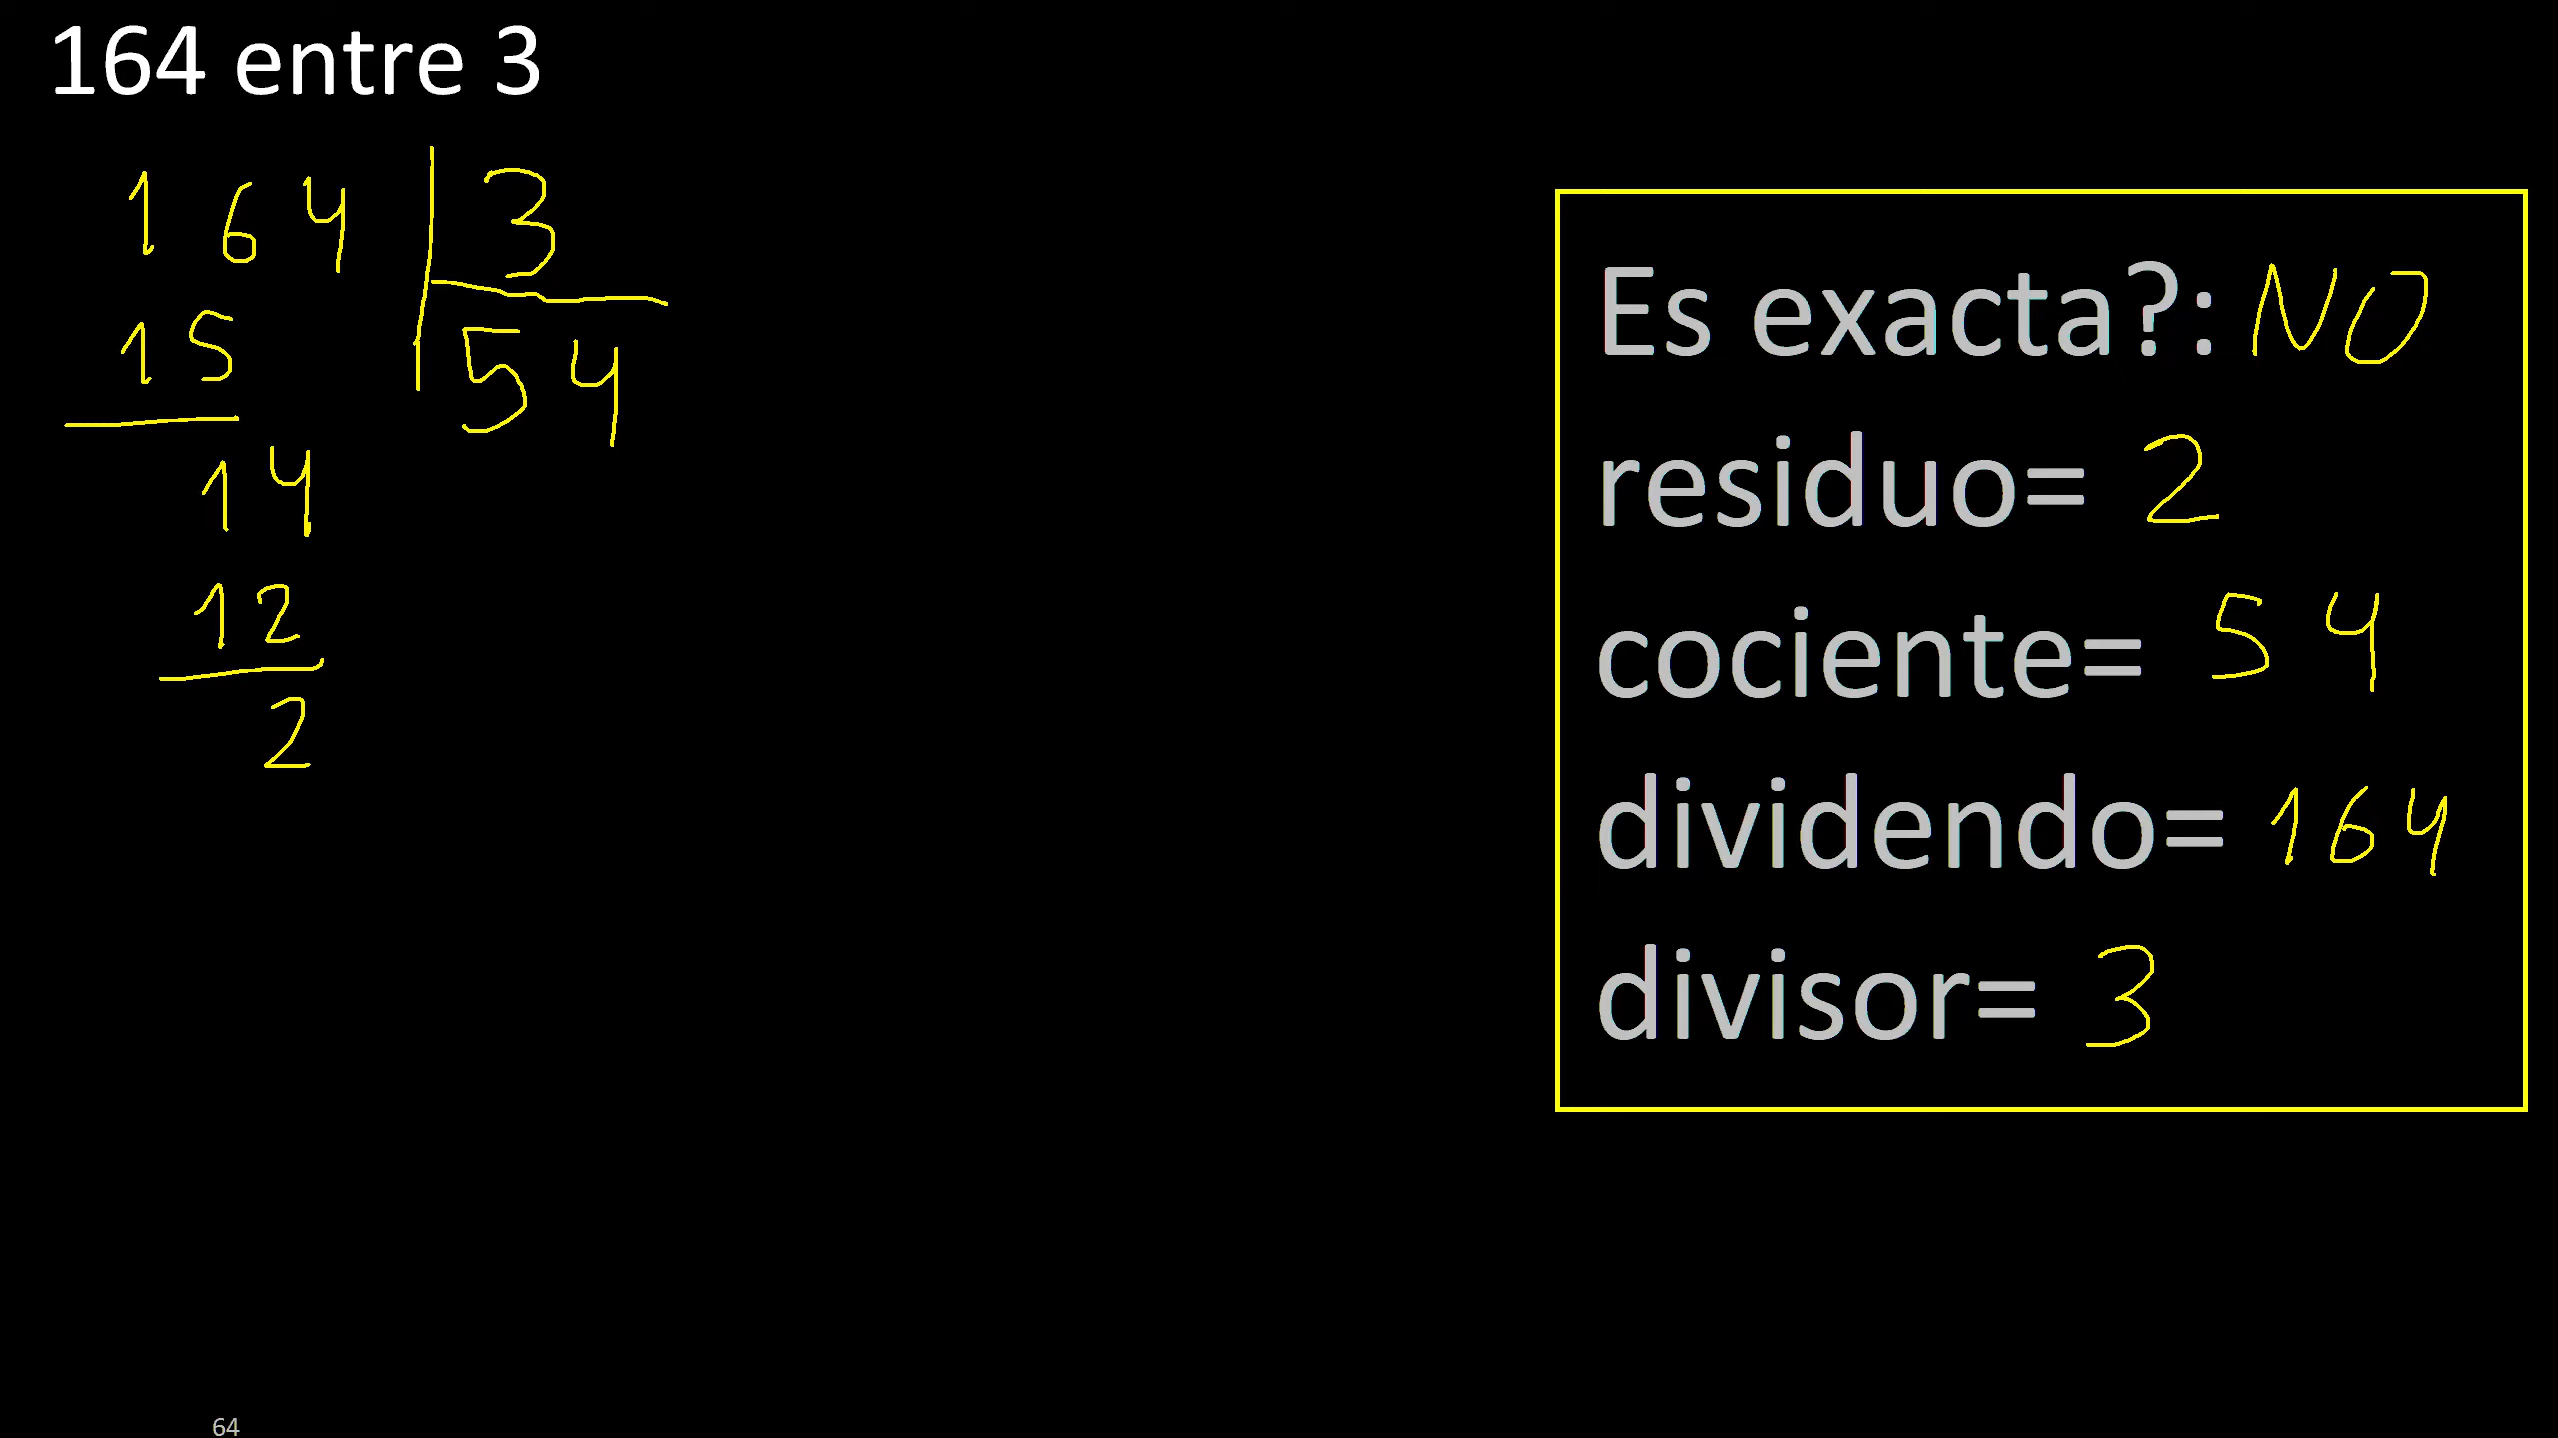 164 entre 3
164 3
15 54
14
12
2
Es exacta?: NO
residuo= 2
cociente= 54
dividendo= 164
divisor= 3
64